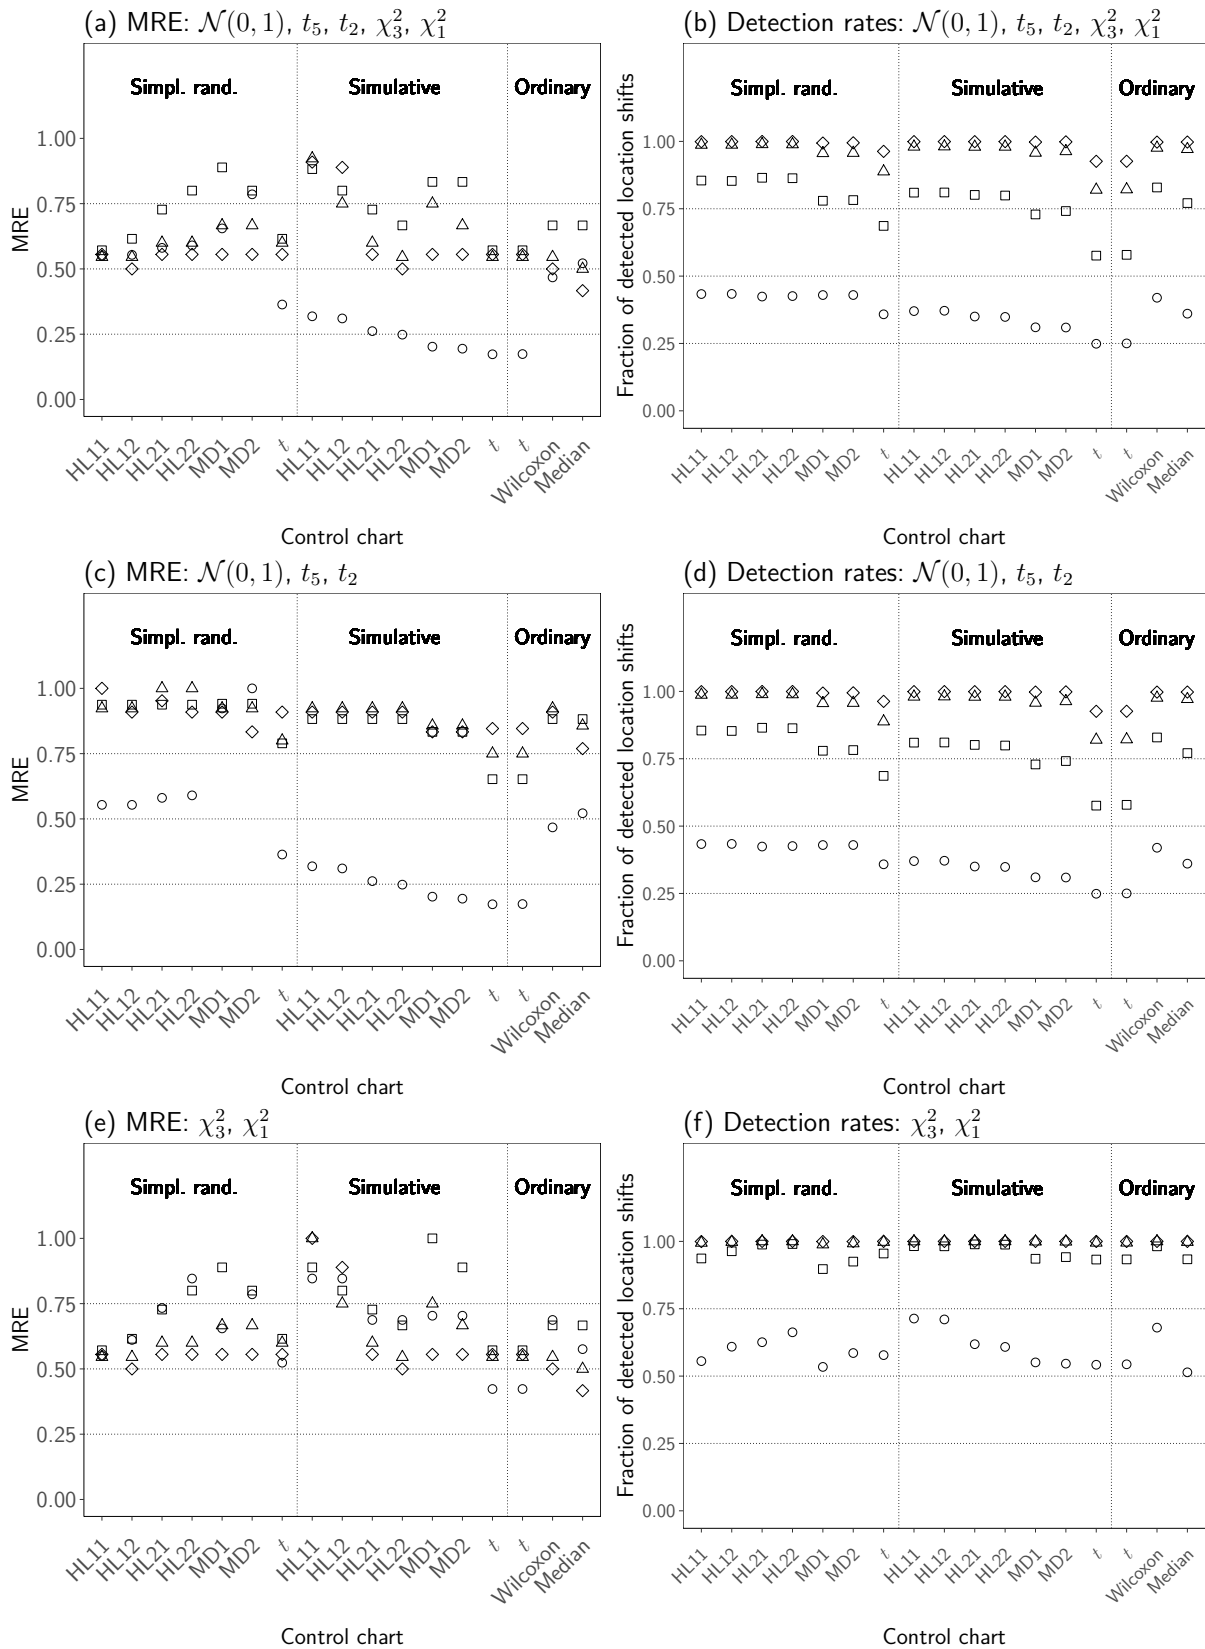 (a) MRE: 𝒩(0, 1), t₅, t₂, χ²₃, χ²₁
Simpl. rand. Simulative Ordinary
1.00
0.75
0.50
0.25
0.00
MRE
HL11 HL12 HL21 HL22 MD1 MD2 t HL11 HL12 HL21 HL22 MD1 MD2 t t Wilcoxon Median
Control chart
(b) Detection rates: 𝒩(0, 1), t₅, t₂, χ²₃, χ²₁
Simpl. rand. Simulative Ordinary
1.00
0.75
0.50
0.25
0.00
Fraction of detected location shifts
HL11 HL12 HL21 HL22 MD1 MD2 t HL11 HL12 HL21 HL22 MD1 MD2 t t Wilcoxon Median
Control chart
(c) MRE: 𝒩(0, 1), t₅, t₂
Simpl. rand. Simulative Ordinary
1.00
0.75
0.50
0.25
0.00
MRE
HL11 HL12 HL21 HL22 MD1 MD2 t HL11 HL12 HL21 HL22 MD1 MD2 t t Wilcoxon Median
Control chart
(d) Detection rates: 𝒩(0, 1), t₅, t₂
Simpl. rand. Simulative Ordinary
1.00
0.75
0.50
0.25
0.00
Fraction of detected location shifts
HL11 HL12 HL21 HL22 MD1 MD2 t HL11 HL12 HL21 HL22 MD1 MD2 t t Wilcoxon Median
Control chart
(e) MRE: χ²₃, χ²₁
Simpl. rand. Simulative Ordinary
1.00
0.75
0.50
0.25
0.00
MRE
HL11 HL12 HL21 HL22 MD1 MD2 t HL11 HL12 HL21 HL22 MD1 MD2 t t Wilcoxon Median
Control chart
(f) Detection rates: χ²₃, χ²₁
Simpl. rand. Simulative Ordinary
1.00
0.75
0.50
0.25
0.00
Fraction of detected location shifts
HL11 HL12 HL21 HL22 MD1 MD2 t HL11 HL12 HL21 HL22 MD1 MD2 t t Wilcoxon Median
Control chart